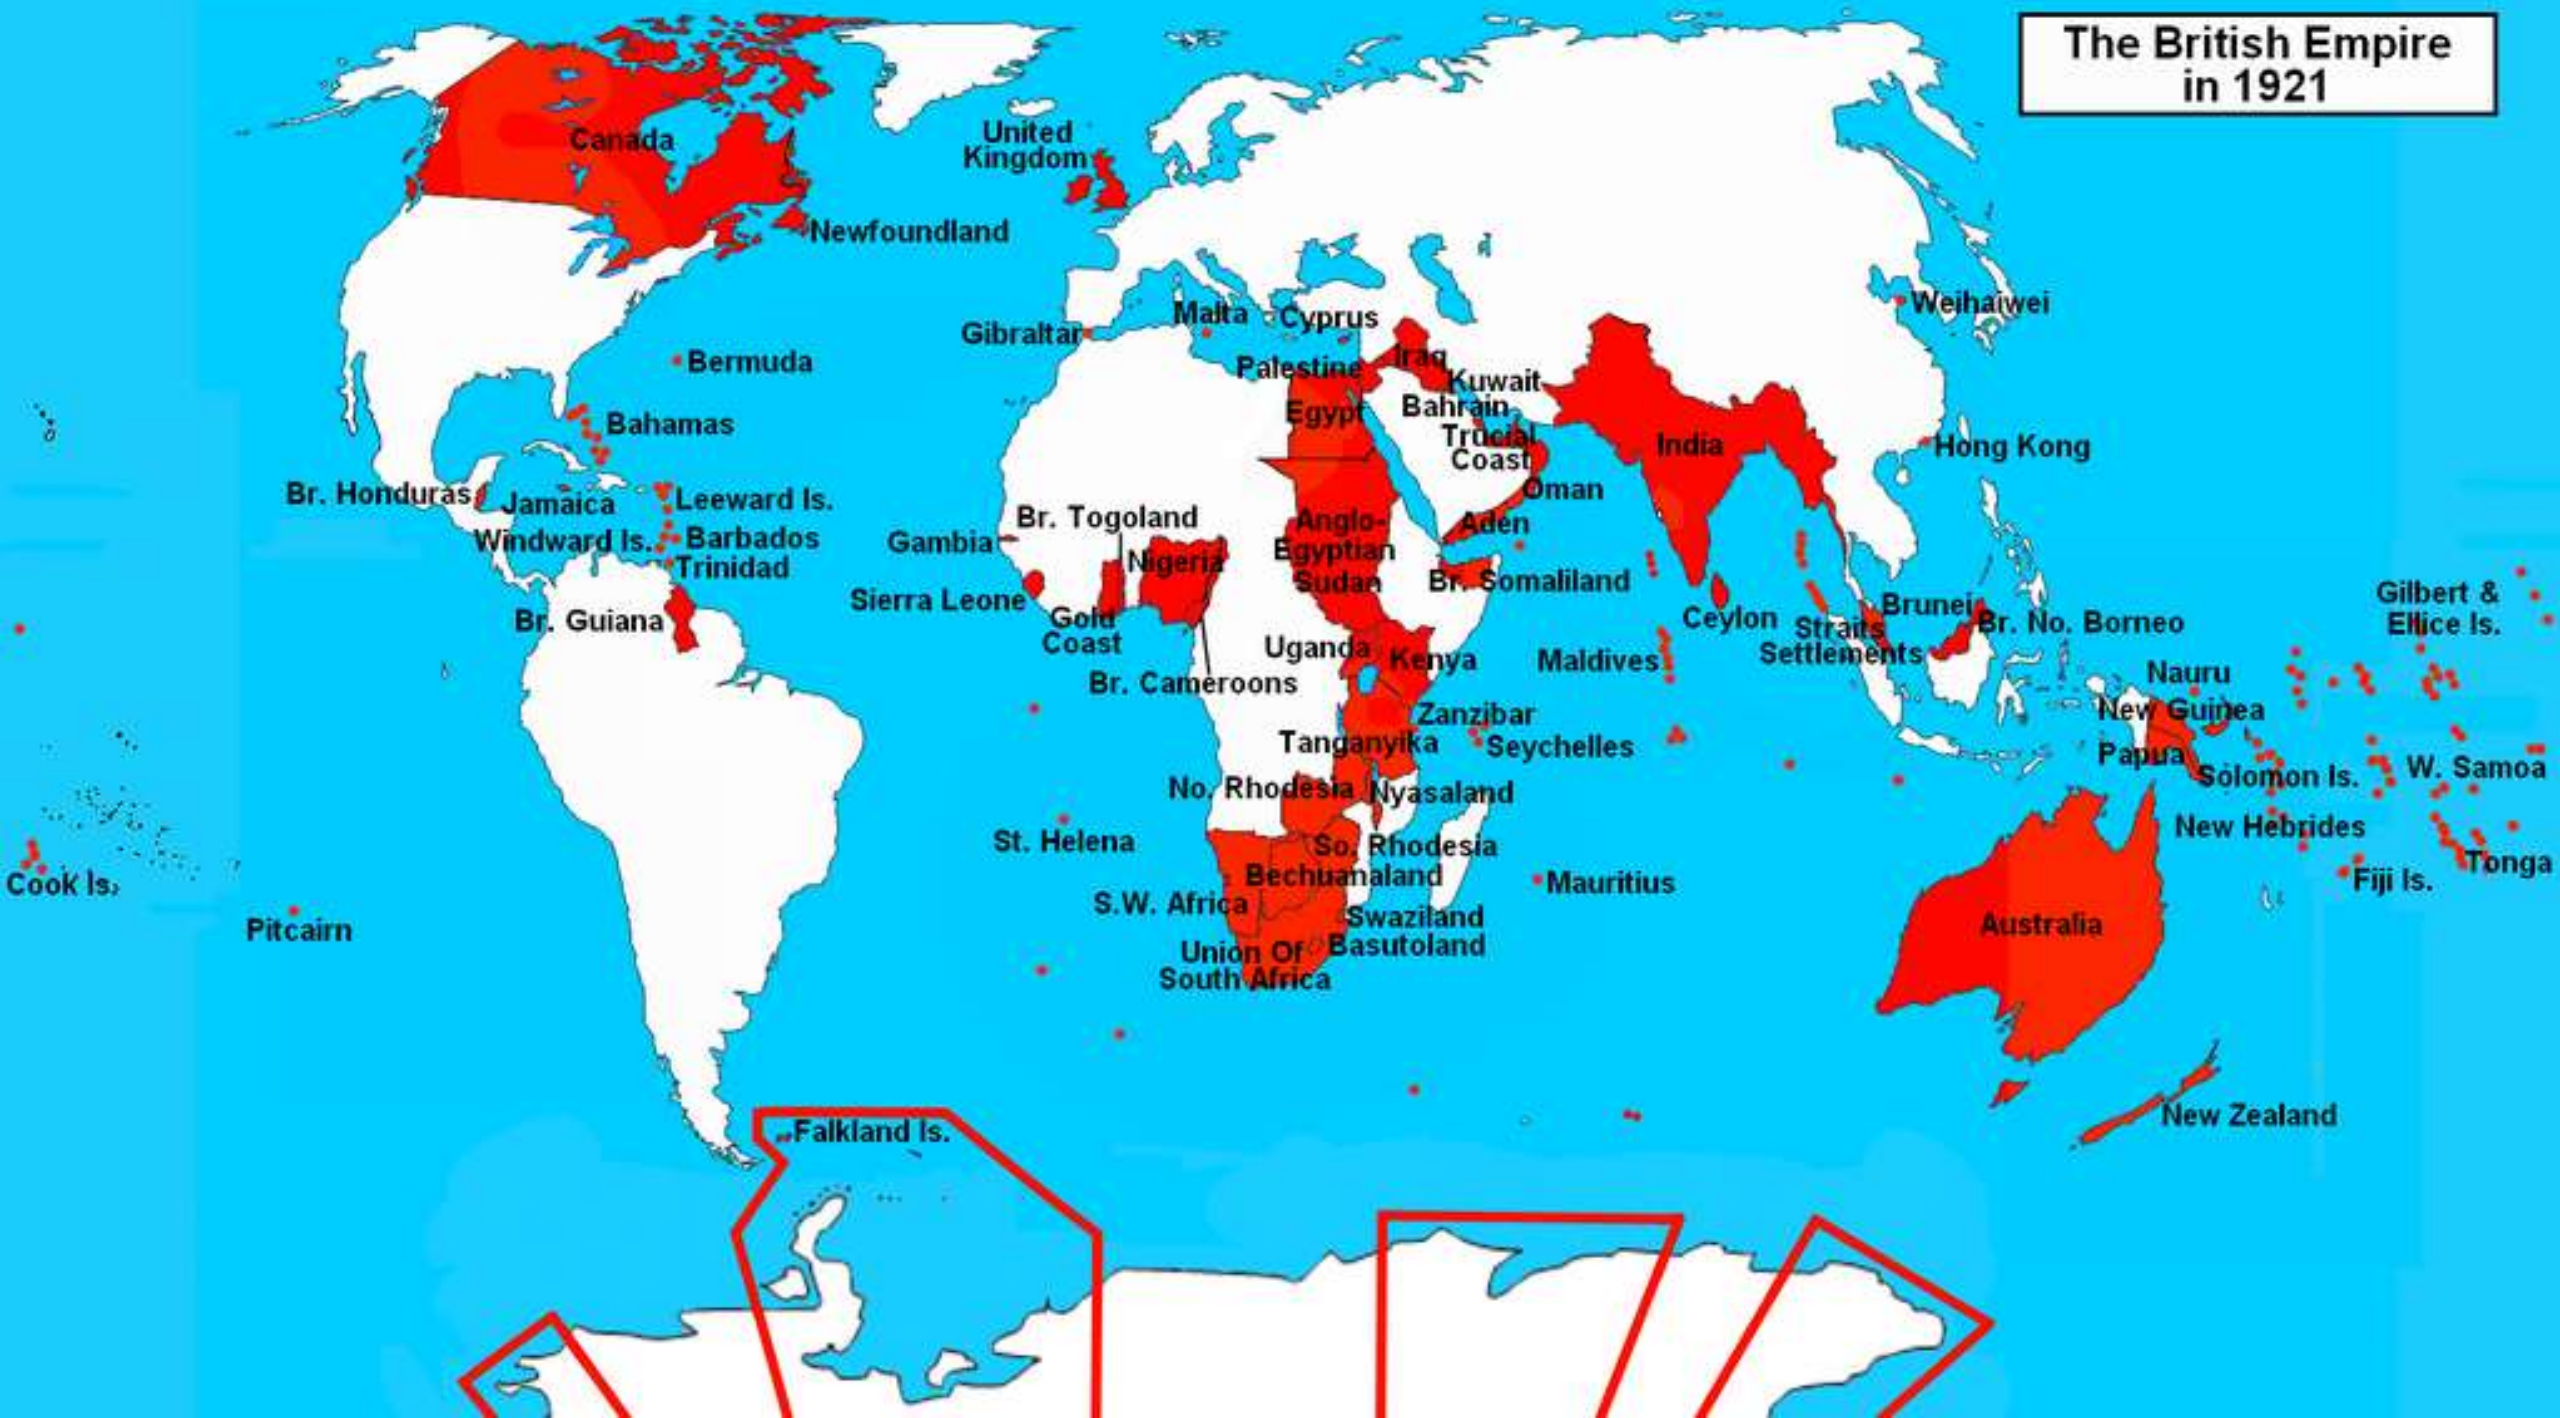 The British Empire
in 1921
Canada
United
Kingdom
Newfoundland
Gibraltar
Malta
Cyprus
Weihaiwei
Bermuda
Palestine
Iraq
Kuwait
Bahamas
Egypt
Bahrain
Trucial
Coast
India
Hong Kong
Br. Honduras
Jamaica
Leeward Is.
Oman
Windward Is.
Barbados
Trinidad
Gambia
Br. Togoland
Nigeria
Anglo-
Egyptian
Sudan
Aden
Br. Somaliland
Sierra Leone
Gold
Coast
Br. Guiana
Ceylon
Straits
Settlements
Brunei
Br. No. Borneo
Gilbert &
Ellice Is.
Uganda
Kenya
Maldives
Br. Cameroons
Nauru
Zanzibar
New Guinea
Tanganyika
Seychelles
Papua
Solomon Is.
W. Samoa
No. Rhodesia
Nyasaland
St. Helena
So. Rhodesia
New Hebrides
Cook Is.
Bechuanaland
Mauritius
Fiji Is.
Tonga
Pitcairn
S.W. Africa
Swaziland
Australia
Union Of
South Africa
Basutoland
New Zealand
Falkland Is.